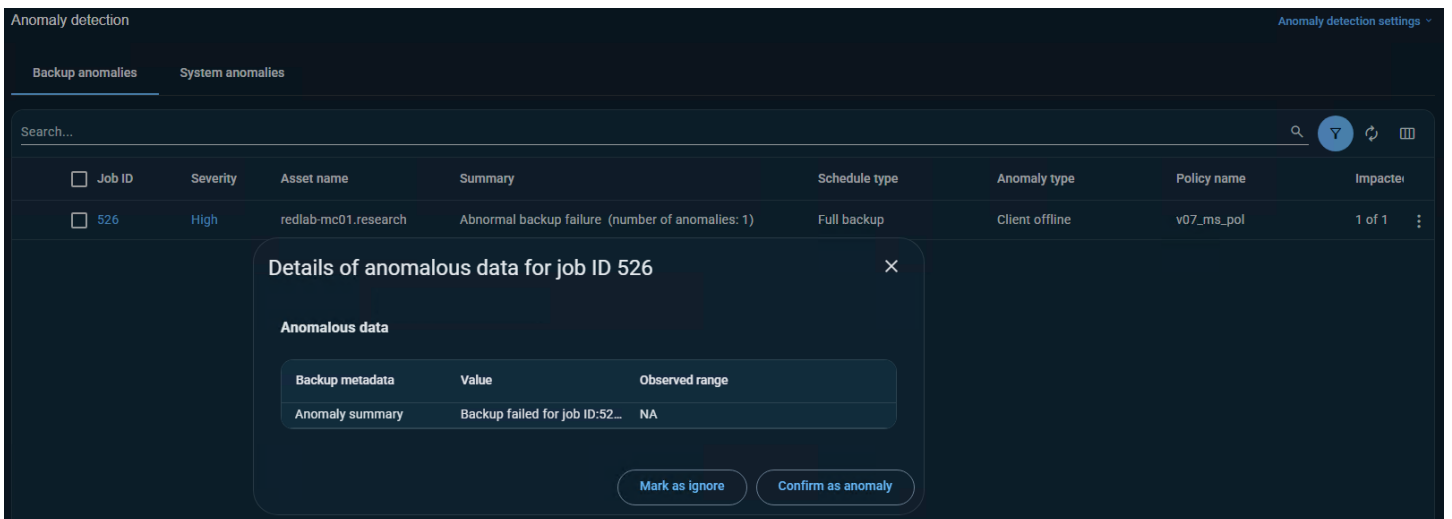 Anomaly detection
Anomaly detection settings
Backup anomalies System anomalies
Search...
Job ID Severity Asset name Summary Schedule type Anomaly type Policy name Impacte
526 High redlab-mc01.research Abnormal backup failure (number of anomalies: 1) Full backup Client offline v07_ms_pol 1 of 1
Details of anomalous data for job ID 526
Anomalous data
Backup metadata Value Observed range
Anomaly summary Backup failed for job ID:52... NA
Mark as ignore Confirm as anomaly